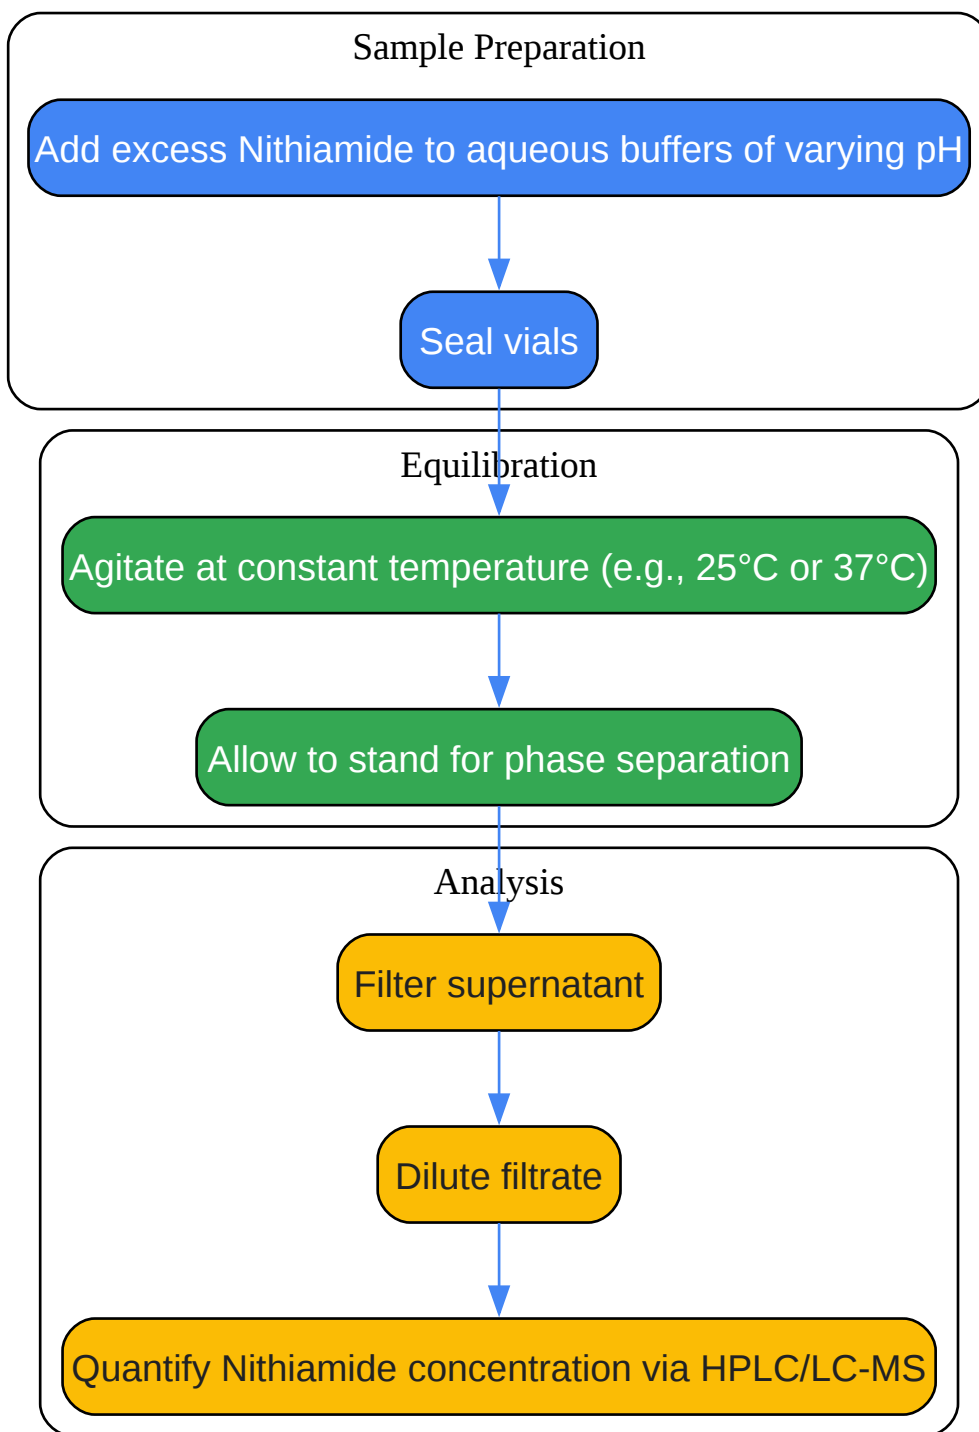 Sample Preparation
Add excess Nithiamide to aqueous buffers of varying pH
Seal vials
Equilibration
Agitate at constant temperature (e.g., 25°C or 37°C)
Allow to stand for phase separation
Analysis
Filter supernatant
Dilute filtrate
Quantify Nithiamide concentration via HPLC/LC-MS